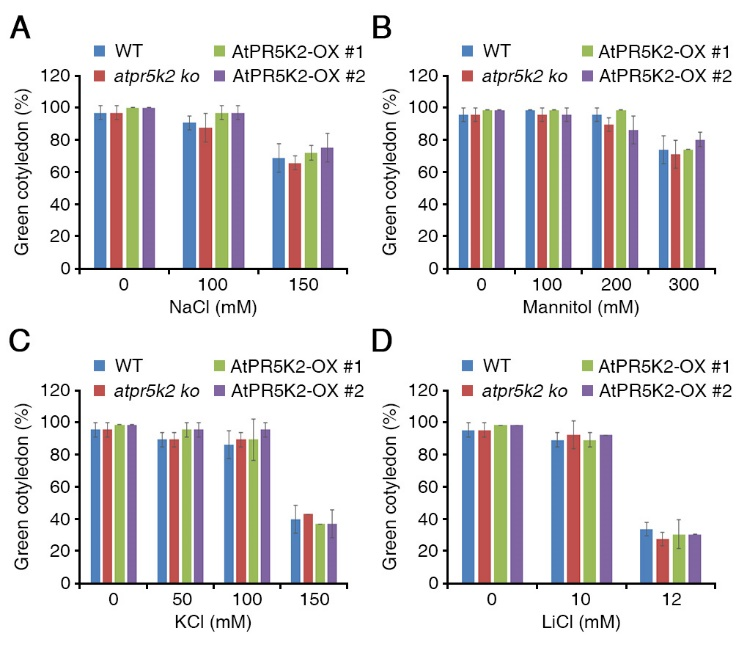 A
WT
AtPR5K2-OX #1
atpr5k2 ko
AtPR5K2-OX #2
Green cotyledon (%)
120
100
80
60
40
20
0
0 100 150
NaCl (mM)
B
WT
AtPR5K2-OX #1
atpr5k2 ko
AtPR5K2-OX #2
Green cotyledon (%)
120
100
80
60
40
20
0
0 100 200 300
Mannitol (mM)
C
WT
AtPR5K2-OX #1
atpr5k2 ko
AtPR5K2-OX #2
Green cotyledon (%)
120
100
80
60
40
20
0
0 50 100 150
KCl (mM)
D
WT
AtPR5K2-OX #1
atpr5k2 ko
AtPR5K2-OX #2
Green cotyledon (%)
120
100
80
60
40
20
0
0 10 12
LiCl (mM)